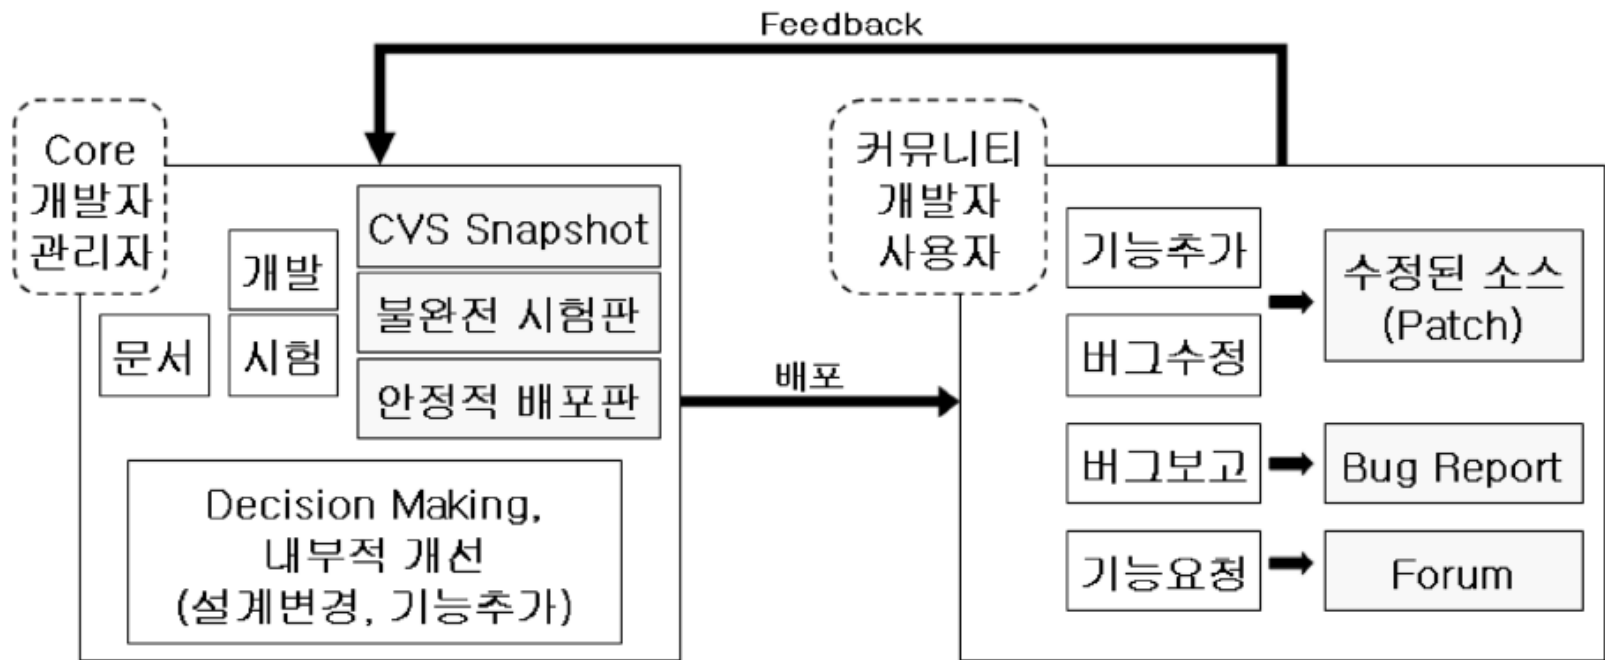 Feedback
Core
개발자
관리자
CVS Snapshot
개발
불완전 시험판
문서
시험
안정적 배포판
Decision Making,
내부적 개선
(설계변경, 기능추가)
배포
커뮤니티
개발자
사용자
기능추가
수정된 소스
(Patch)
버그수정
버그보고
Bug Report
기능요청
Forum